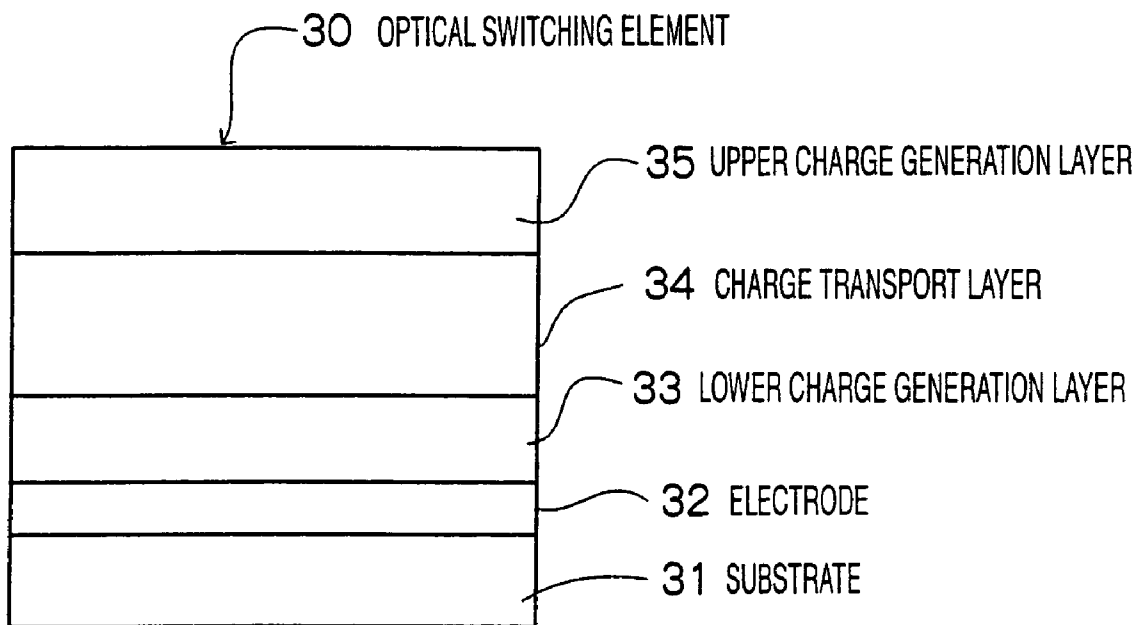 30 OPTICAL SWITCHING ELEMENT
35 UPPER CHARGE GENERATION LAYER
34 CHARGE TRANSPORT LAYER
33 LOWER CHARGE GENERATION LAYER
32 ELECTRODE
31 SUBSTRATE